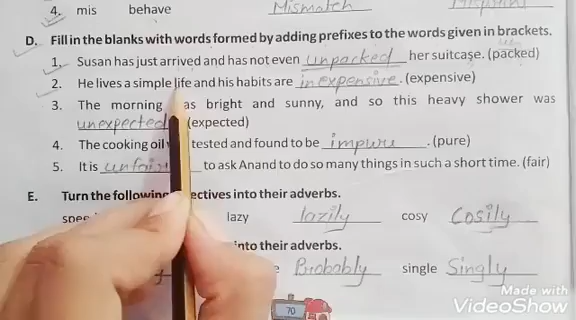 4. mis behave Mismatch
D. Fill in the blanks with words formed by adding prefixes to the words given in brackets.
1. Susan has just arrived and has not even unpacked her suitcase. (packed)
2. He lives a simple life and his habits are inexpensive. (expensive)
3. The morning as bright and sunny, and so this heavy shower was
unexpected (expected)
4. The cooking oil tested and found to be impure. (pure)
5. It is unfair to ask Anand to do so many things in such a short time. (fair)
E. Turn the following ectives into their adverbs.
lazy lazily cosy Cosily
into their adverbs.
Probably single Singly
70
Made with
VideoShow